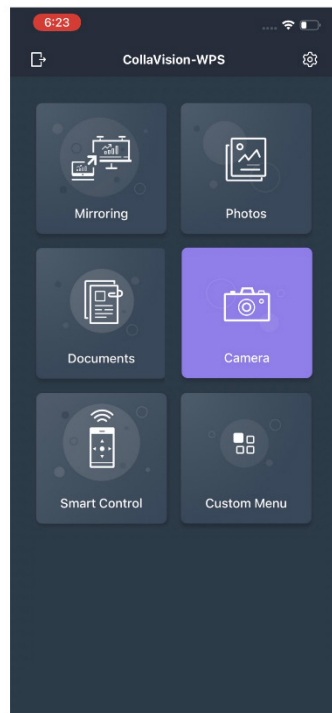 6:23
CollaVision-WPS
Mirroring
Photos
Documents
Camera
Smart Control
Custom Menu